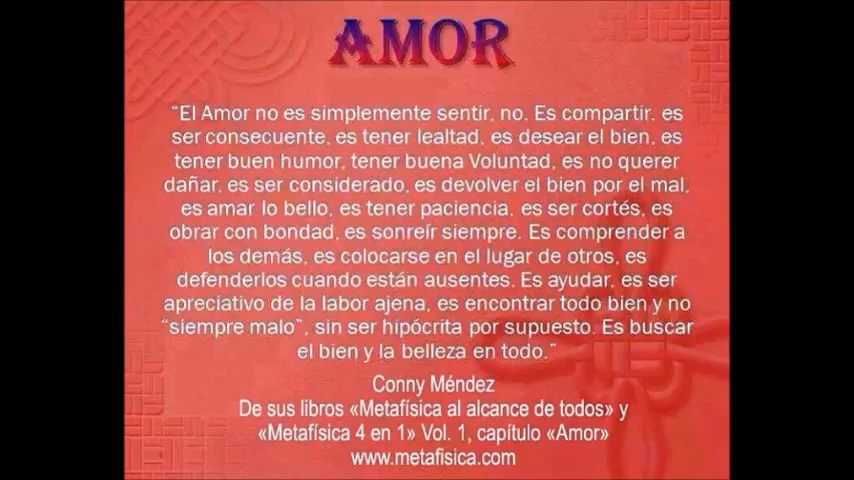 AMOR
“El Amor no es simplemente sentir, no. Es compartir, es
ser consecuente, es tener lealtad, es desear el bien, es
tener buen humor, tener buena Voluntad, es no querer
dañar, es ser considerado, es devolver el bien por el mal,
es amar lo bello, es tener paciencia, es ser cortés, es
obrar con bondad, es sonreír siempre. Es comprender a
los demás, es colocarse en el lugar de otros, es
defenderlos cuando están ausentes. Es ayudar, es ser
apreciativo de la labor ajena, es encontrar todo bien y no
“siempre malo”, sin ser hipócrita por supuesto. Es buscar
el bien y la belleza en todo.”
Conny Méndez
De sus libros «Metafísica al alcance de todos» y
«Metafísica 4 en 1» Vol. 1, capítulo «Amor»
www.metafisica.com